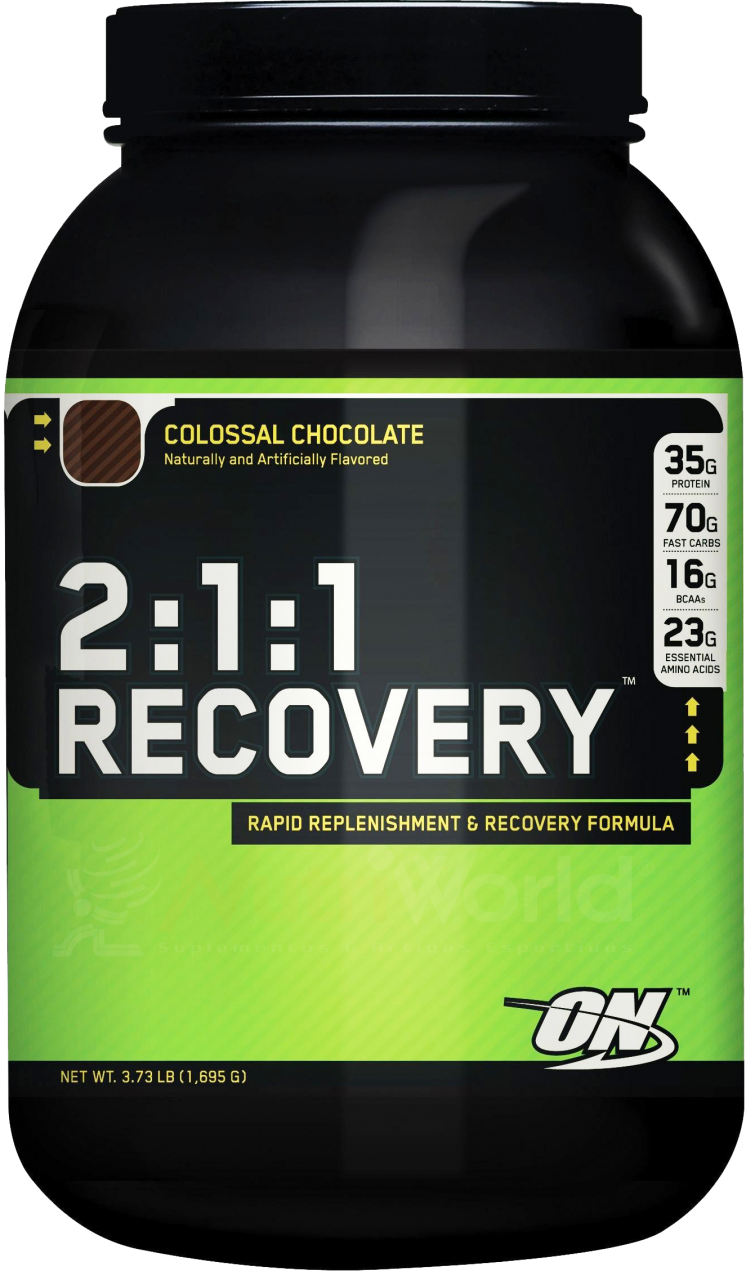 COLOSSAL CHOCOLATE
Naturally and Artificially Flavored
35G
PROTEIN
70G
FAST CARBS
16G
BCAAs
23G
ESSENTIAL
AMINO ACIDS
2:1:1
RECOVERY™
RAPID REPLENISHMENT & RECOVERY FORMULA
World
ON™
NET WT. 3.73 LB (1,695 G)